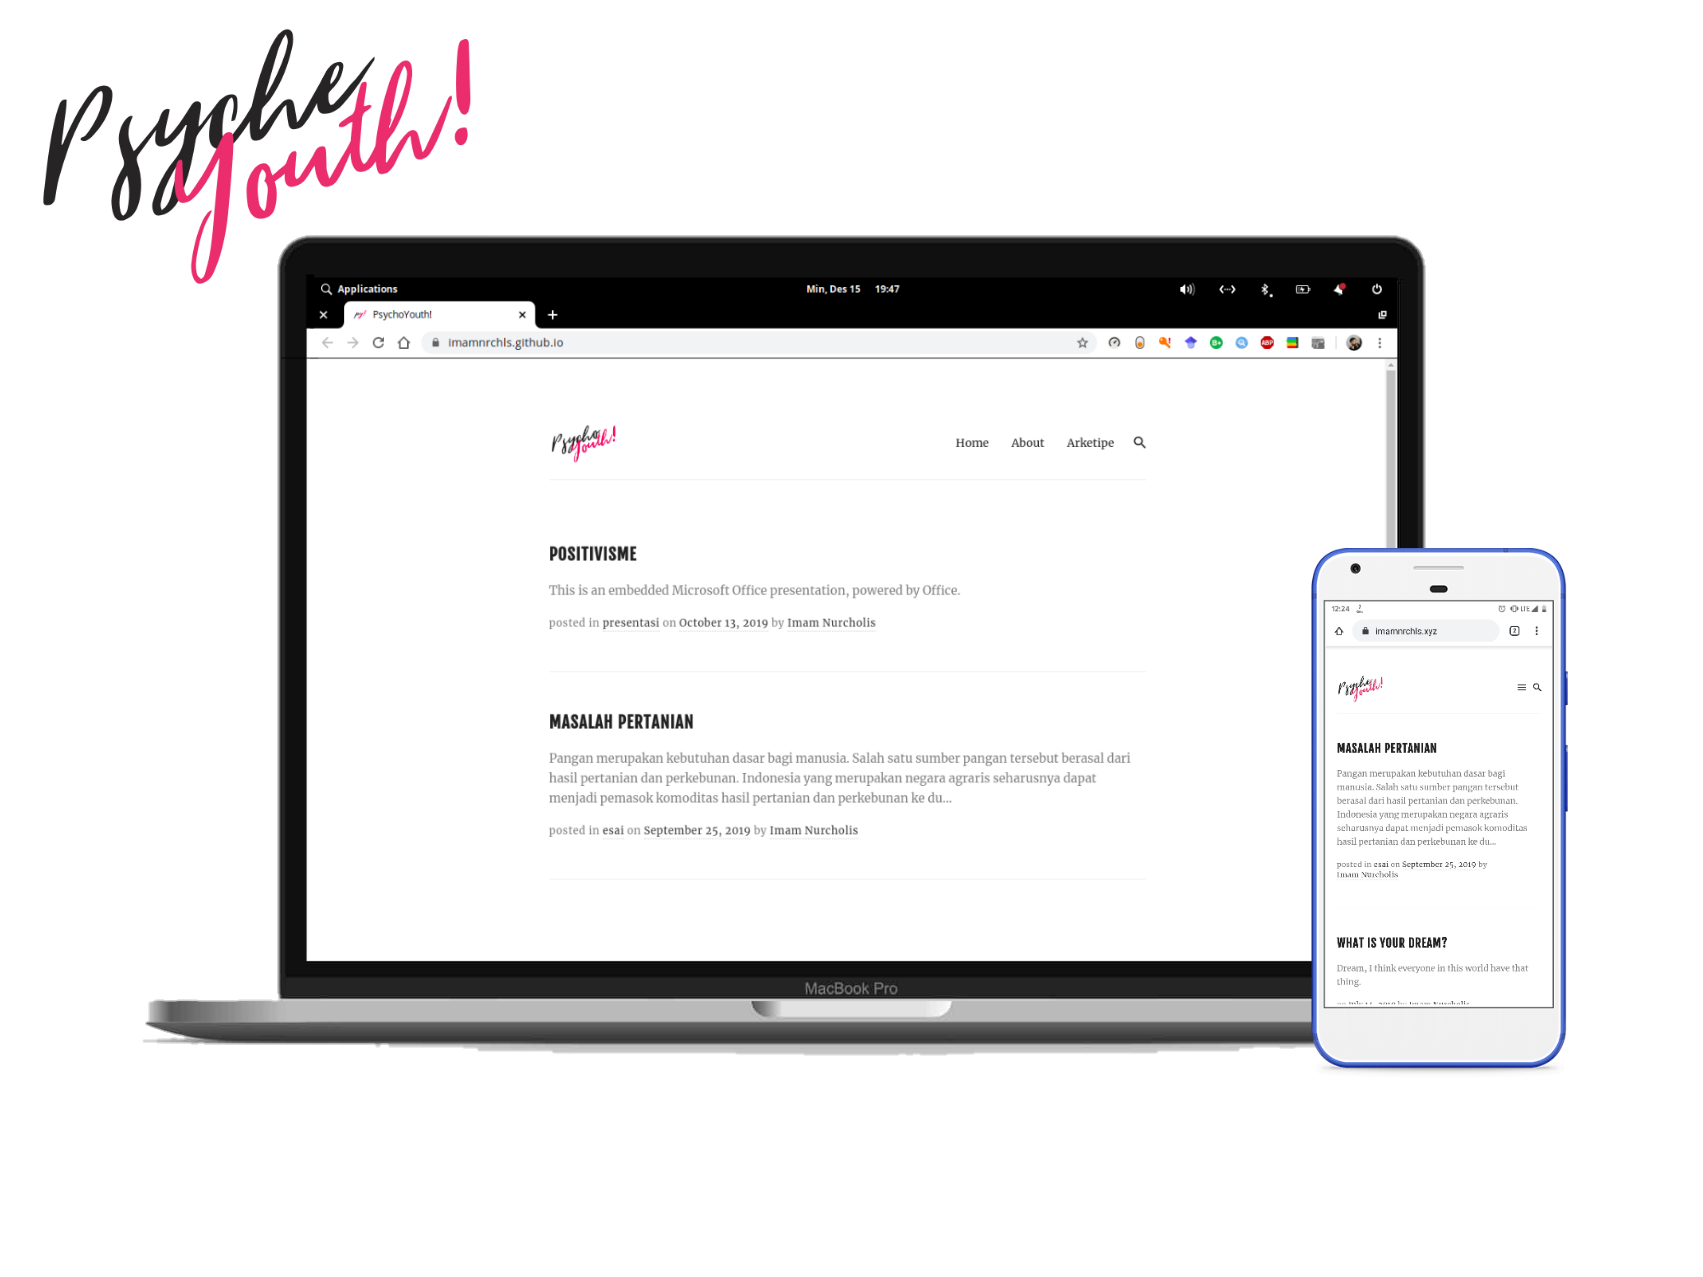 Psyche
Youth!
Applications
Min, Des 15 19:47
PsychoYouth!
imamnrchls.github.io
Psycho
Youth!
Home About Arketipe
POSITIVISME
This is an embedded Microsoft Office presentation, powered by Office.
posted in presentasi on October 13, 2019 by Imam Nurcholis
MASALAH PERTANIAN
Pangan merupakan kebutuhan dasar bagi manusia. Salah satu sumber pangan tersebut berasal dari
hasil pertanian dan perkebunan. Indonesia yang merupakan negara agraris seharusnya dapat
menjadi pemasok komoditas hasil pertanian dan perkebunan ke du...
posted in esai on September 25, 2019 by Imam Nurcholis
MacBook Pro
12:24 LTE
imamnrchls.xyz
2
Psyche
Youth!
MASALAH PERTANIAN
Pangan merupakan kebutuhan dasar bagi
manusia. Salah satu sumber pangan tersebut
berasal dari hasil pertanian dan perkebunan.
Indonesia yang merupakan negara agraris
seharusnya dapat menjadi pemasok komoditas
hasil pertanian dan perkebunan ke du...
posted in esai on September 25, 2019 by
Imam Nurcholis
WHAT IS YOUR DREAM?
Dream, I think everyone in this world have that
thing.